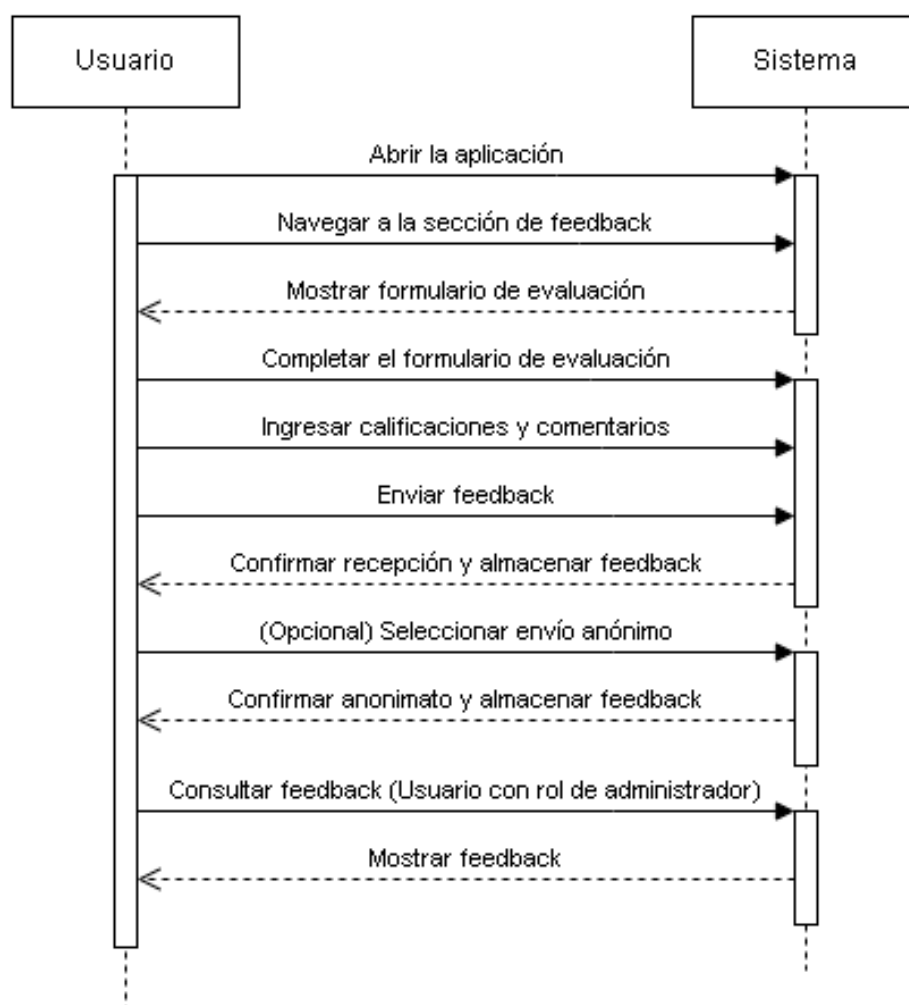 Usuario
Sistema
Abrir la aplicación
Navegar a la sección de feedback
Mostrar formulario de evaluación
Completar el formulario de evaluación
Ingresar calificaciones y comentarios
Enviar feedback
Confirmar recepción y almacenar feedback
(Opcional) Seleccionar envío anónimo
Confirmar anonimato y almacenar feedback
Consultar feedback (Usuario con rol de administrador)
Mostrar feedback